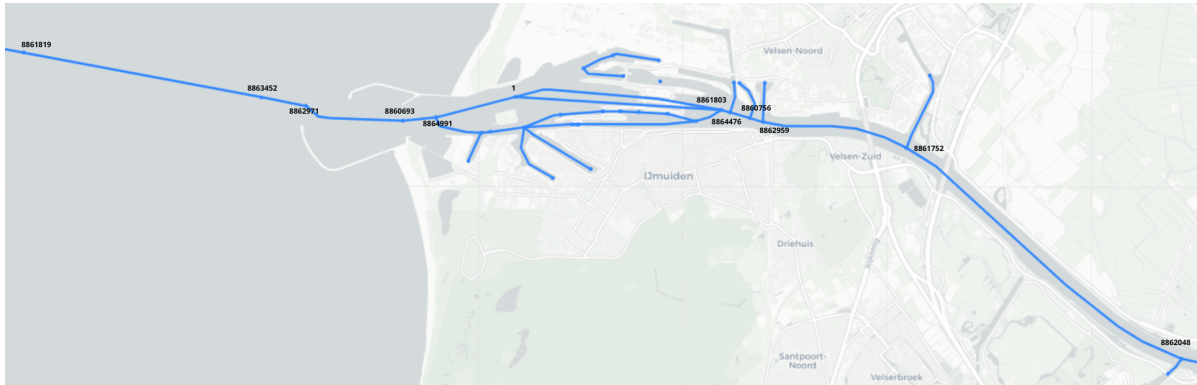 8861819
Velsen-Noord
8863452
1
8861803
8862971
8860693
8860756
8864991
8864476
8862959
8861752
Velsen-Zuid
IJmuiden
Driehuis
Rijksweg
8862048
Santpoort-
Noord
Velserbroek